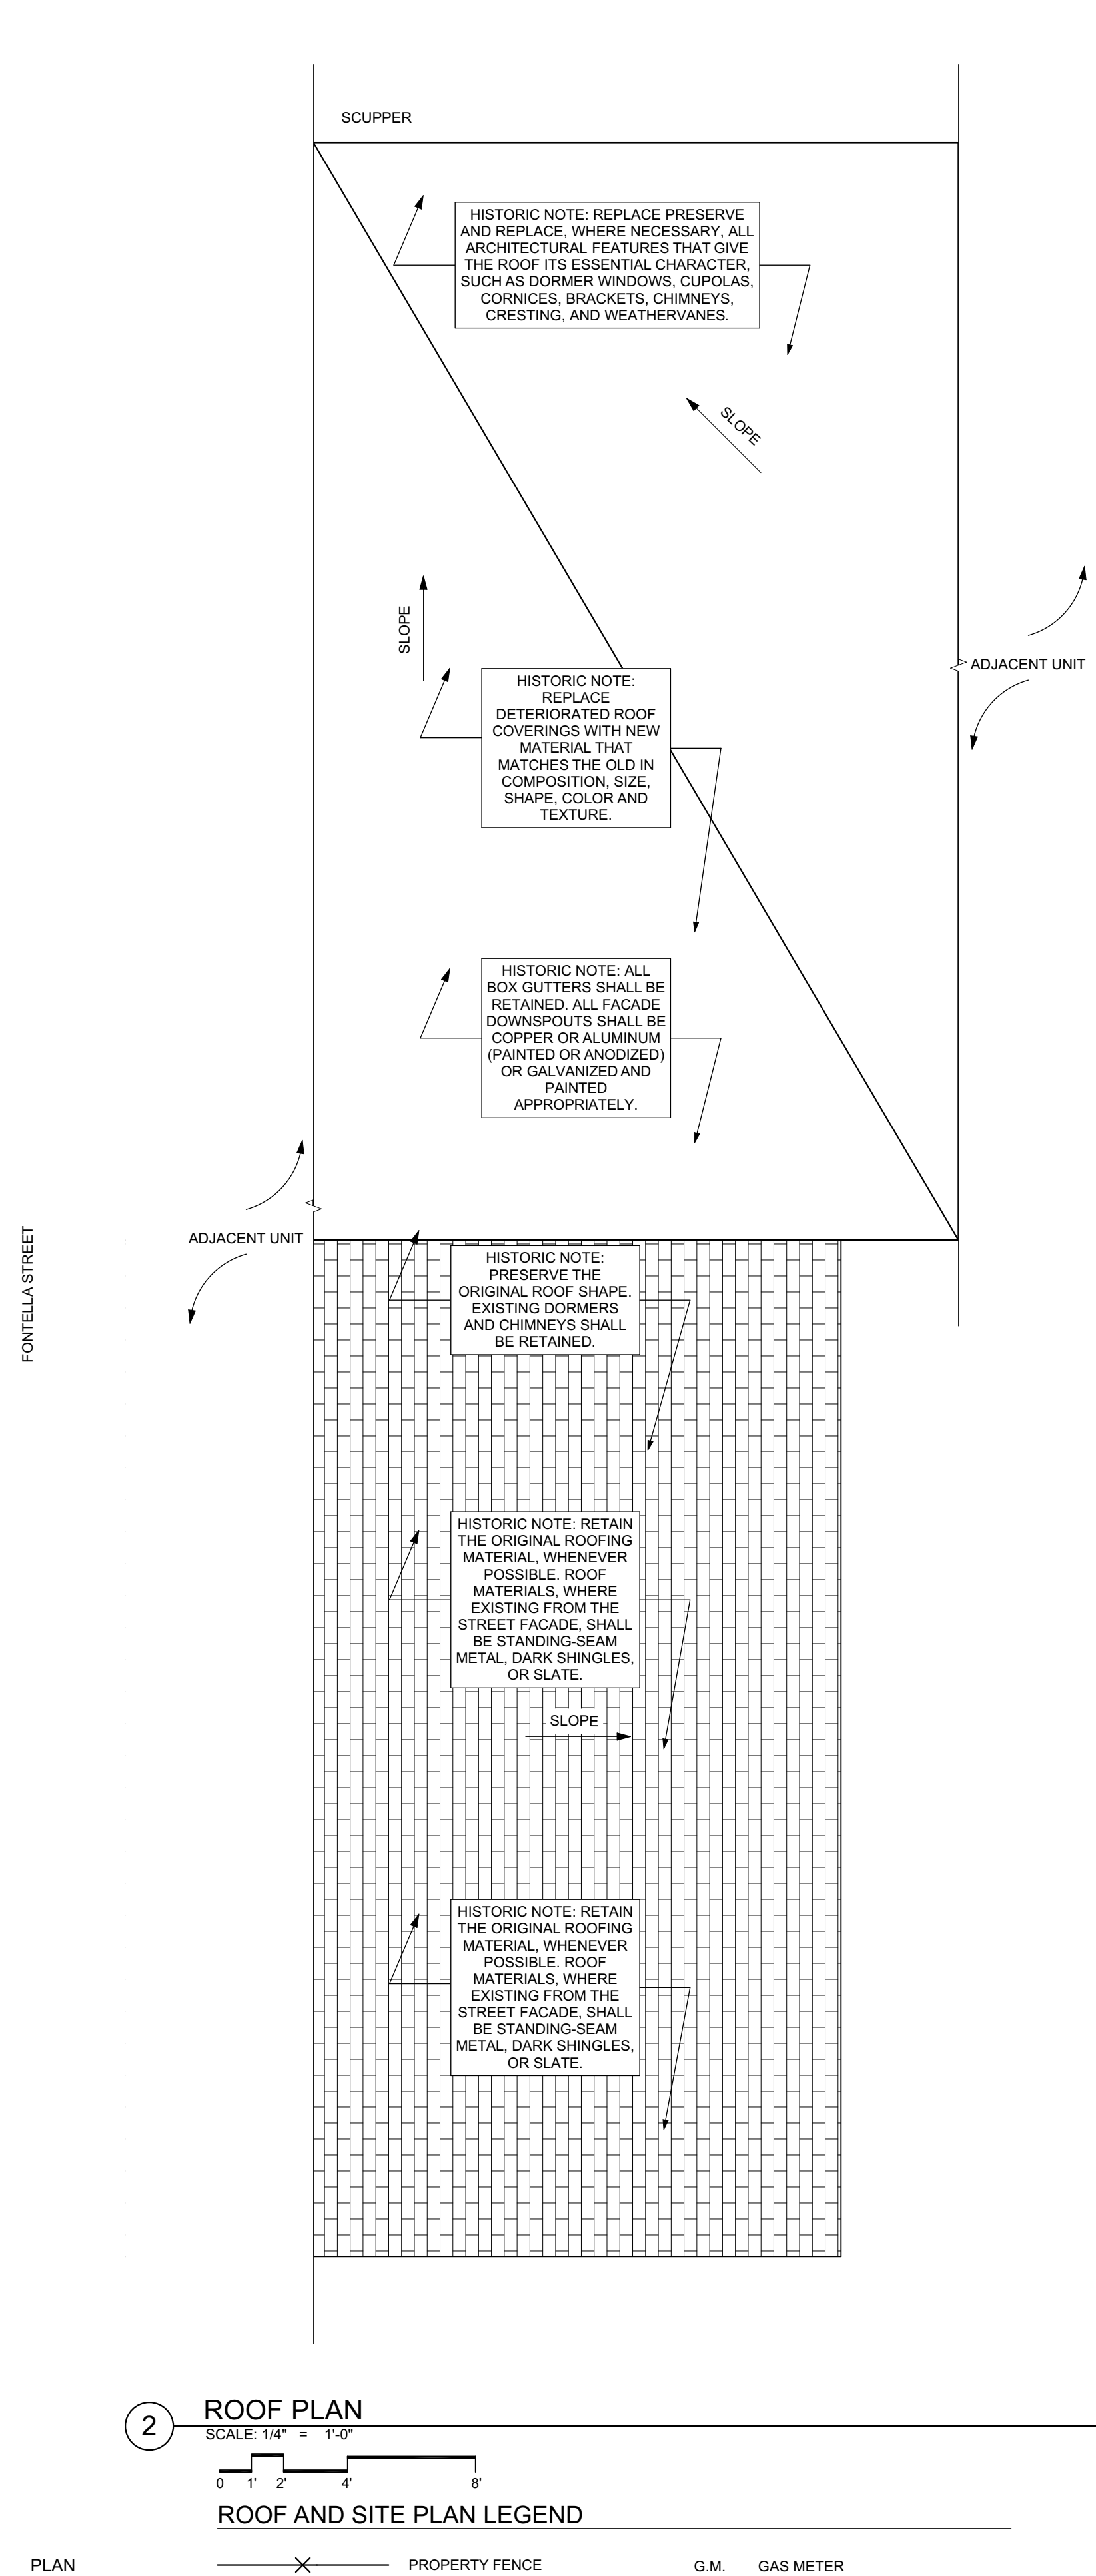 SCUPPER
HISTORIC NOTE: REPLACE PRESERVE
AND REPLACE, WHERE NECESSARY, ALL
ARCHITECTURAL FEATURES THAT GIVE
THE ROOF ITS ESSENTIAL CHARACTER,
SUCH AS DORMER WINDOWS, CUPOLAS,
CORNICES, BRACKETS, CHIMNEYS,
CRESTING, AND WEATHERVANES.
SLOPE
SLOPE
ADJACENT UNIT
HISTORIC NOTE:
REPLACE
DETERIORATED ROOF
COVERINGS WITH NEW
MATERIAL THAT
MATCHES THE OLD IN
COMPOSITION, SIZE,
SHAPE, COLOR AND
TEXTURE.
HISTORIC NOTE: ALL
BOX GUTTERS SHALL BE
RETAINED. ALL FACADE
DOWNSPOUTS SHALL BE
COPPER OR ALUMINUM
(PAINTED OR ANODIZED)
OR GALVANIZED AND
PAINTED
APPROPRIATELY.
ADJACENT UNIT
FONTELLA STREET
HISTORIC NOTE:
PRESERVE THE
ORIGINAL ROOF SHAPE.
EXISTING DORMERS
AND CHIMNEYS SHALL
BE RETAINED.
HISTORIC NOTE: RETAIN
THE ORIGINAL ROOFING
MATERIAL, WHENEVER
POSSIBLE. ROOF
MATERIALS, WHERE
EXISTING FROM THE
STREET FACADE, SHALL
BE STANDING-SEAM
METAL, DARK SHINGLES,
OR SLATE.
SLOPE
HISTORIC NOTE: RETAIN
THE ORIGINAL ROOFING
MATERIAL, WHENEVER
POSSIBLE. ROOF
MATERIALS, WHERE
EXISTING FROM THE
STREET FACADE, SHALL
BE STANDING-SEAM
METAL, DARK SHINGLES,
OR SLATE.
2
ROOF PLAN
SCALE: 1/4" = 1'-0"
0 1' 2' 4' 8'
ROOF AND SITE PLAN LEGEND
PLAN PROPERTY FENCE G.M. GAS METER